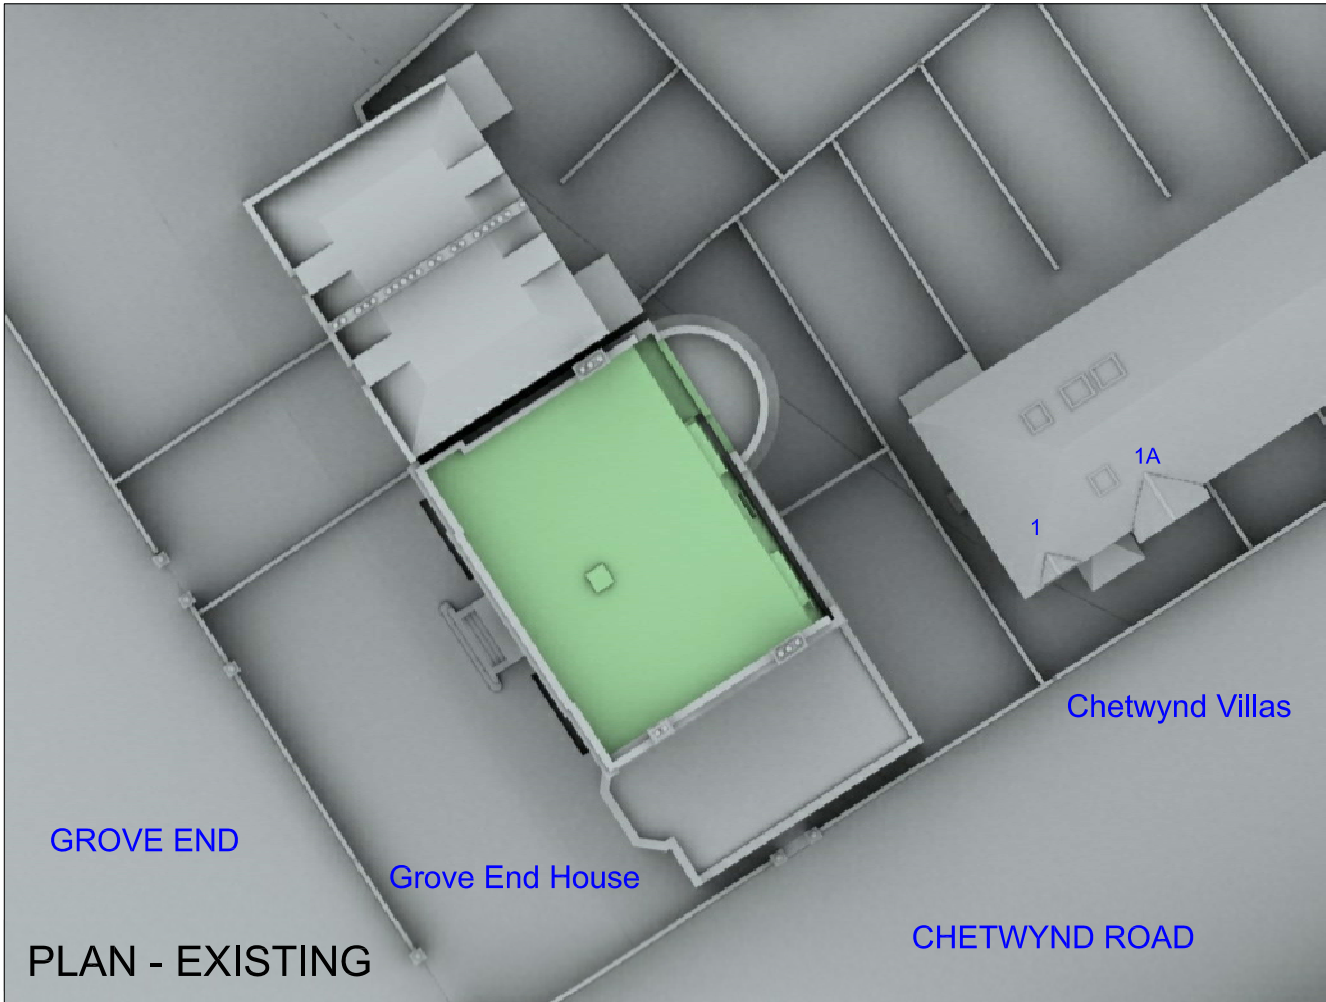 1A
1
Chetwynd Villas
GROVE END
Grove End House
CHETWYND ROAD
PLAN - EXISTING